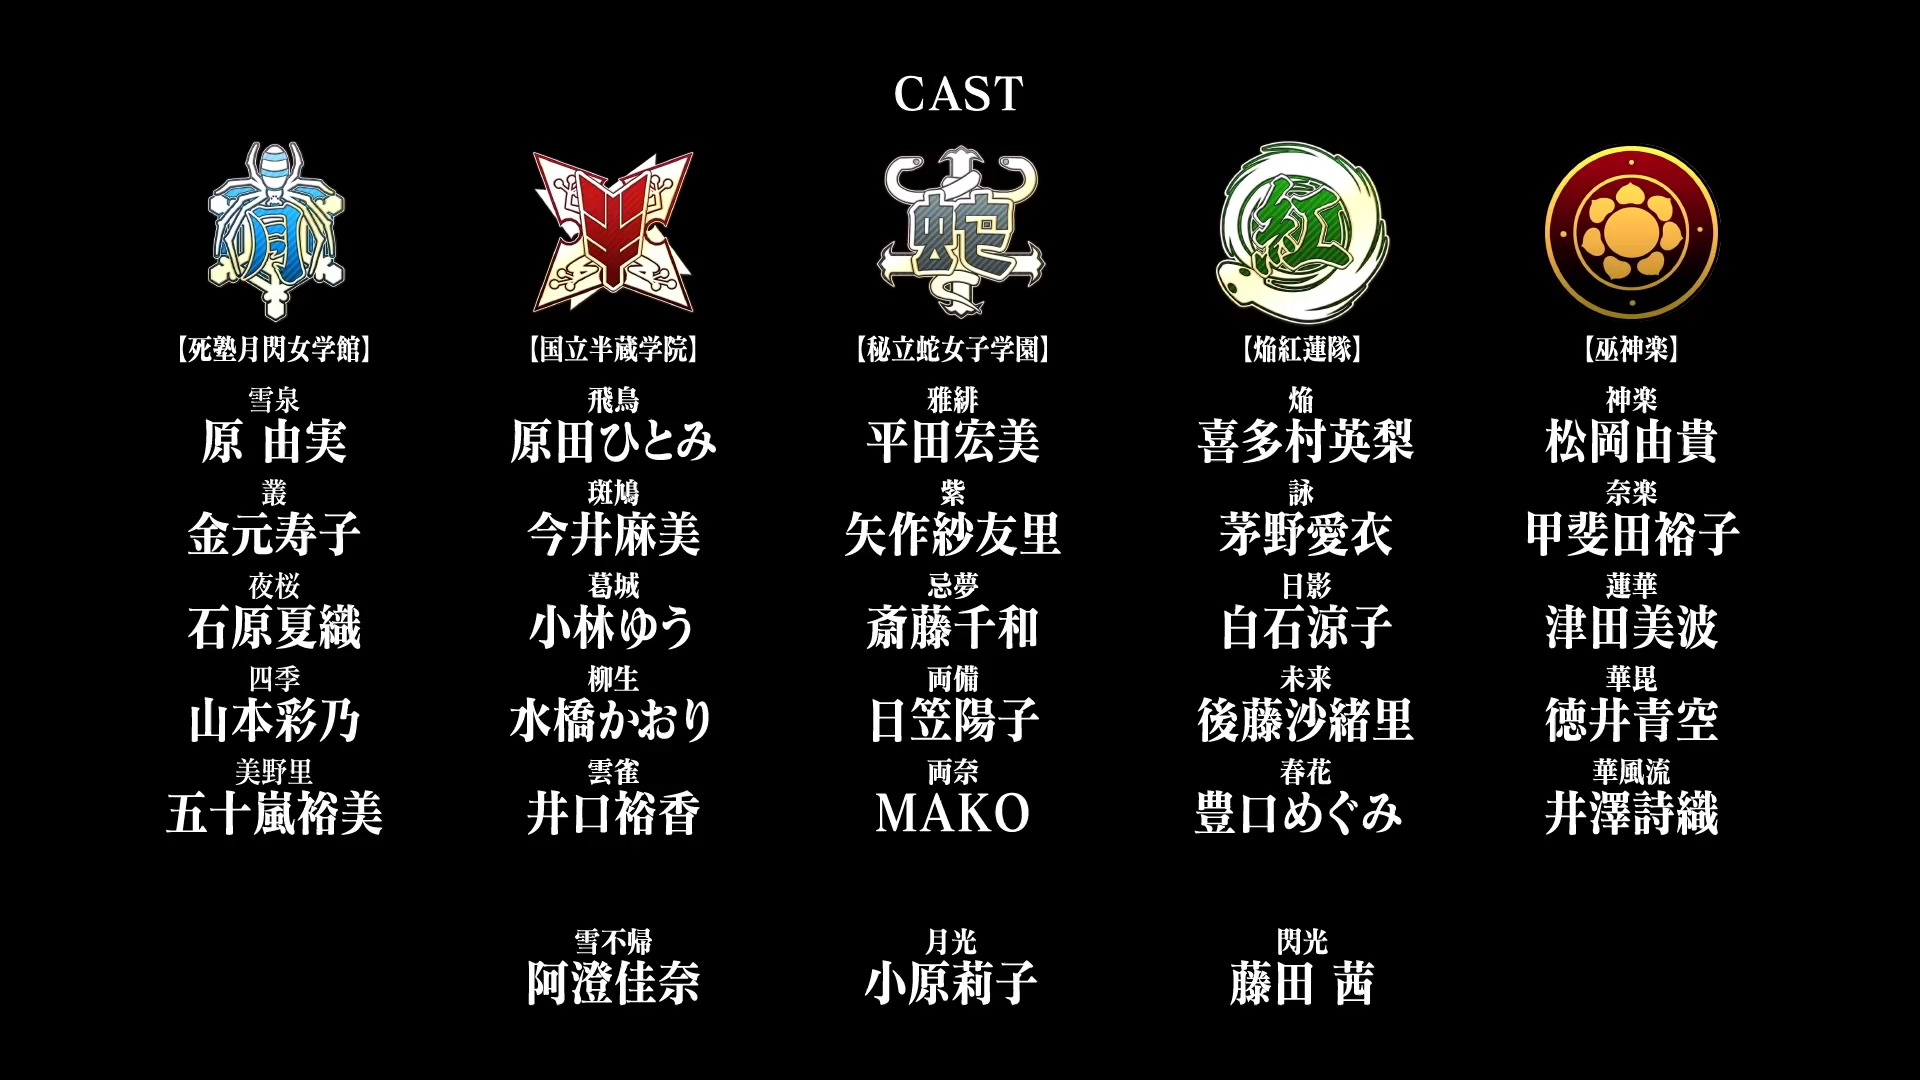 CAST
月
蛇
紅
【死塾月閃女学館】
雪泉
原 由実
叢
金元寿子
夜桜
石原夏織
四季
山本彩乃
美野里
五十嵐裕美
【国立半蔵学院】
飛鳥
原田ひとみ
斑鳩
今井麻美
葛城
小林ゆう
柳生
水橋かおり
雲雀
井口裕香
【秘立蛇女子学園】
雅緋
平田宏美
紫
矢作紗友里
忌夢
斎藤千和
両備
日笠陽子
両奈
MAKO
【焔紅蓮隊】
焔
喜多村英梨
詠
茅野愛衣
日影
白石涼子
未来
後藤沙緒里
春花
豊口めぐみ
【巫神楽】
神楽
松岡由貴
奈楽
甲斐田裕子
蓮華
津田美波
華毘
徳井青空
華風流
井澤詩織
雪不帰
阿澄佳奈
月光
小原莉子
閃光
藤田 茜